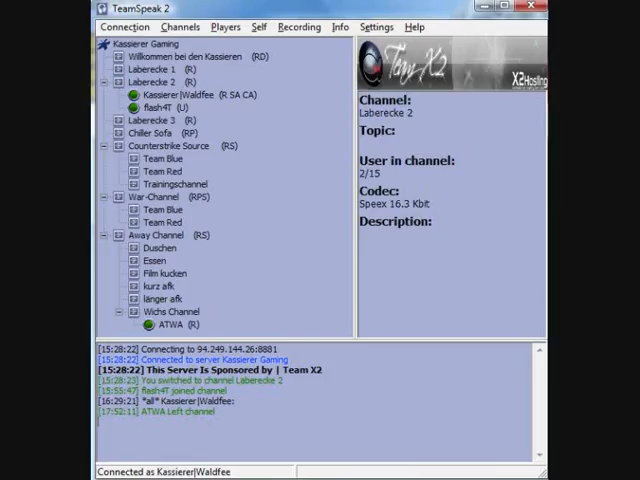 TeamSpeak 2
Connection Channels Players Self Recording Info Settings Help
Kassierer Gaming
Willkommen bei den Kassieren (RD)
Laberecke 1 (R)
Laberecke 2 (R)
Kassierer|Waldfee (R SA CA)
flash4T (U)
Laberecke 3 (R)
Chiller Sofa (RP)
Counterstrike Source (RS)
Team Blue
Team Red
Trainingschannel
War-Channel (RPS)
Team Blue
Team Red
Away Channel (RS)
Duschen
Essen
Film kucken
kurz afk
länger afk
Wichs Channel
ATWA (R)
Team X2
X2Hosting
Channel:
Laberecke 2
Topic:
User in channel:
2/15
Codec:
Speex 16.3 Kbit
Description:
[15:28:22] Connecting to 94.249.144.26:8881
[15:28:22] Connected to server Kassierer Gaming
[15:28:22] This Server Is Sponsored by | Team X2
[15:28:23] You switched to channel Laberecke 2
[15:55:47] flash4T joined channel
[16:29:21] *all* Kassierer|Waldfee:
[17:52:11] ATWA Left channel
Connected as Kassierer|Waldfee